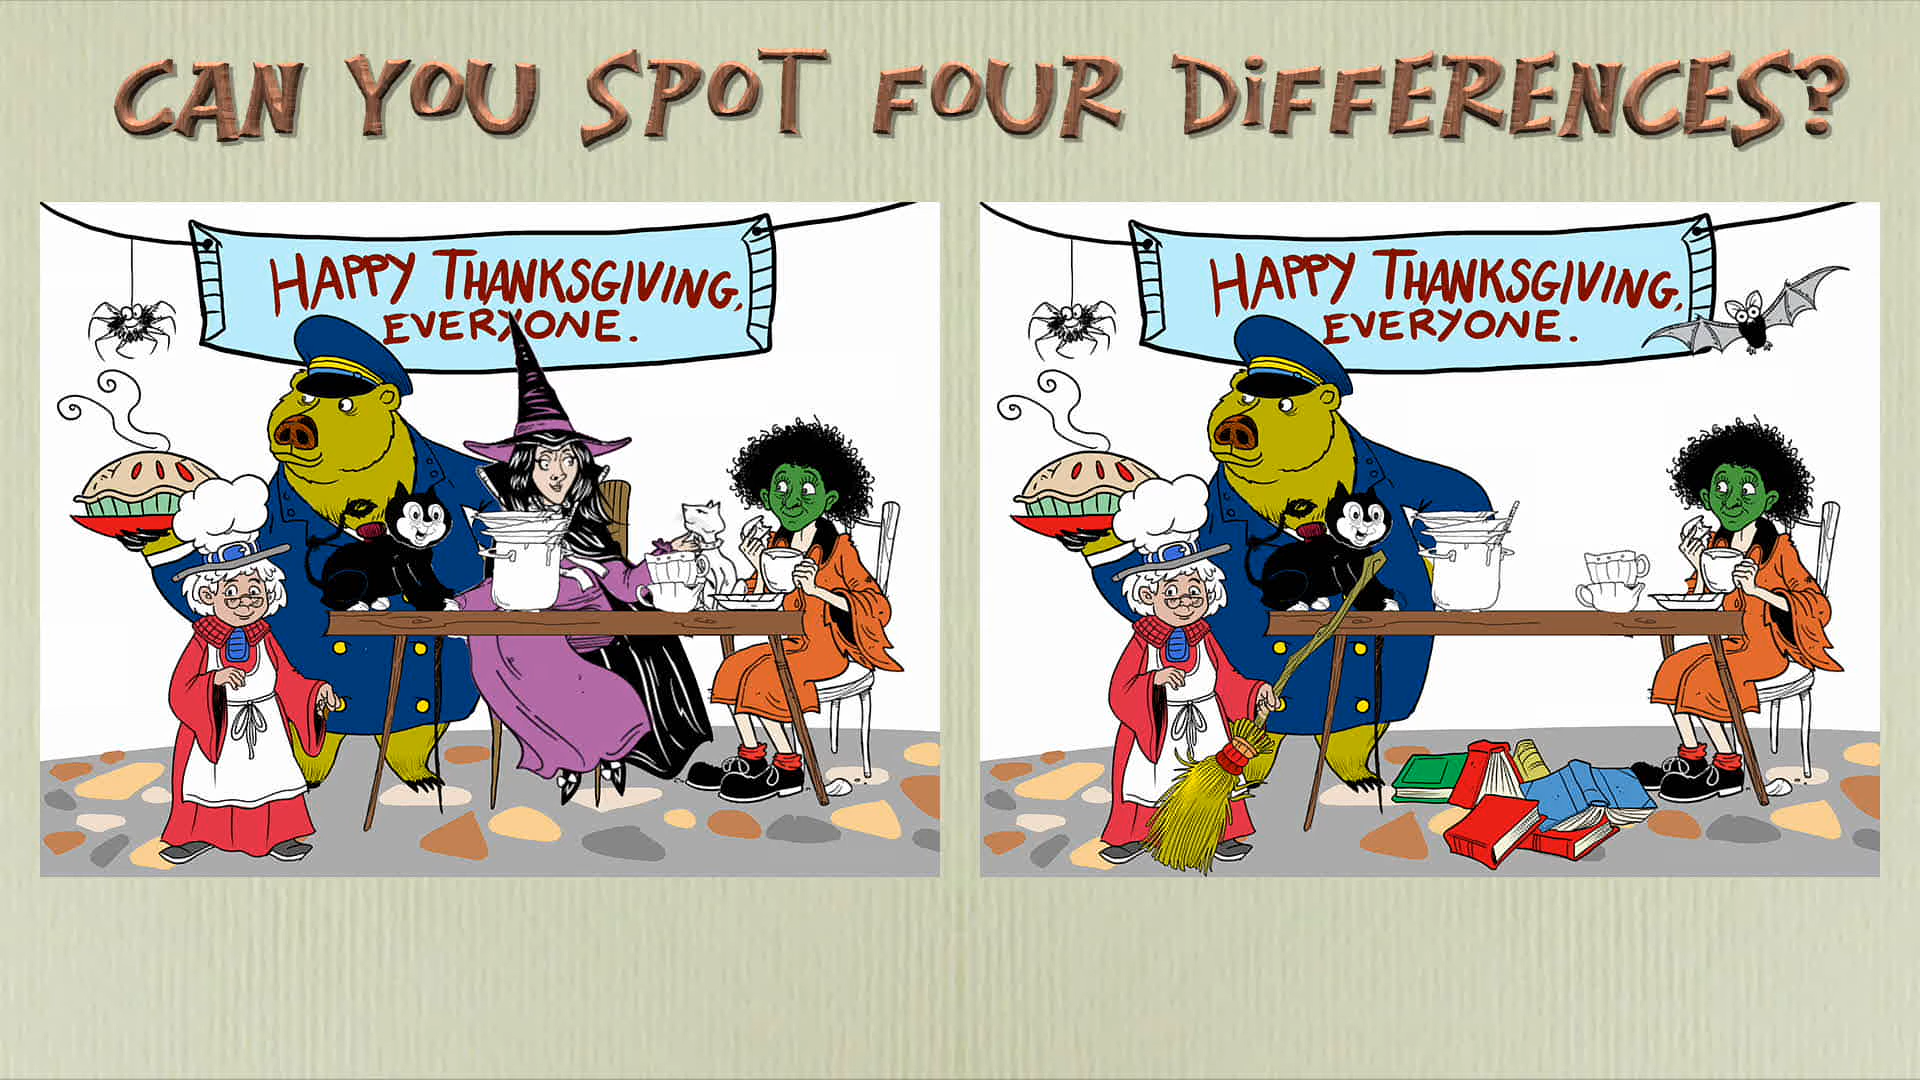 CAN YOU SPOT FOUR DiFFERENCES?
HAPPY THANKSGIVING,
EVERYONE.
HAPPY THANKSGIVING,
EVERYONE.